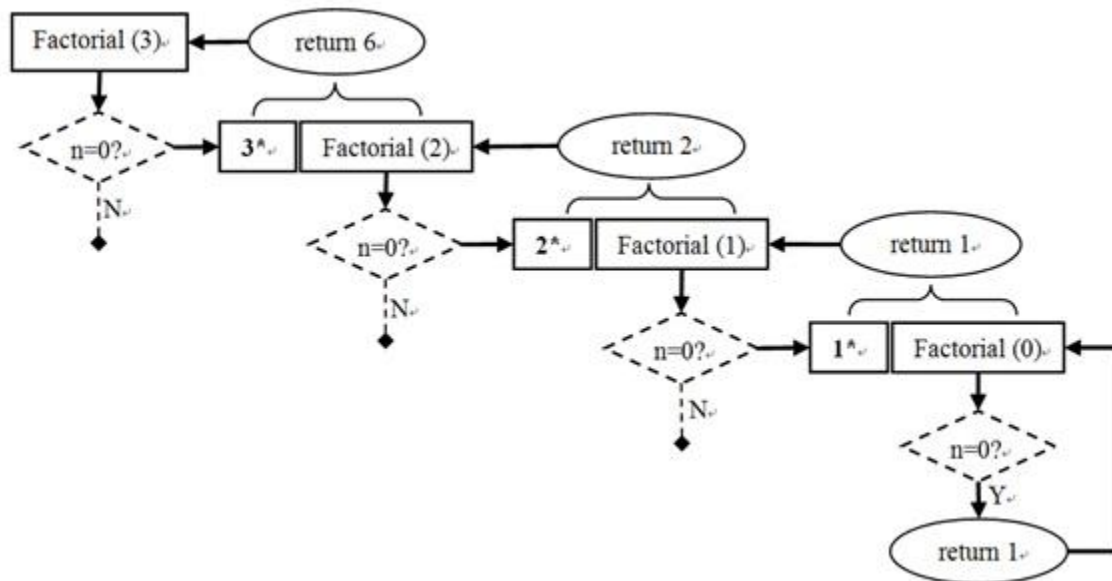 Factorial (3)
return 6
n=0?
N
3*
Factorial (2)
return 2
n=0?
N
2*
Factorial (1)
return 1
n=0?
N
1*
Factorial (0)
n=0?
Y
return 1